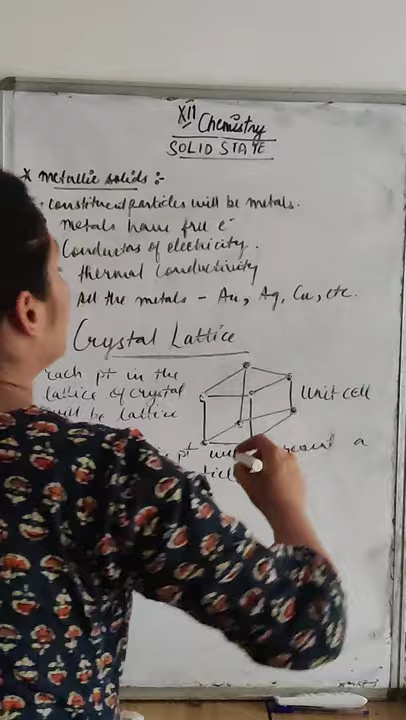 XII Chemistry
SOLID STATE
* Metallic solids :-
constituent particles will be metals.
metals have free e⁻
Conductors of electricity.
thermal conductivity
All the metals - Au, Ag, Cu, etc.
Crystal Lattice
Each pt in the
lattice of crystal
will be lattice
Unit cell
pt a